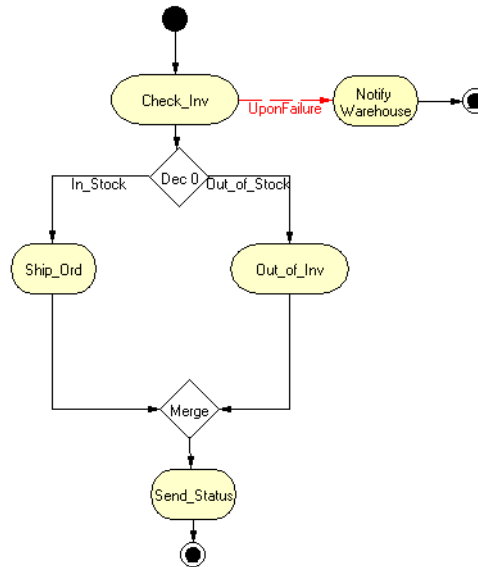 Check_Inv
UponFailure
Notify
Warehouse
Dec 0
In_Stock
Out_of_Stock
Ship_Ord
Out_of_Inv
Merge
Send_Status